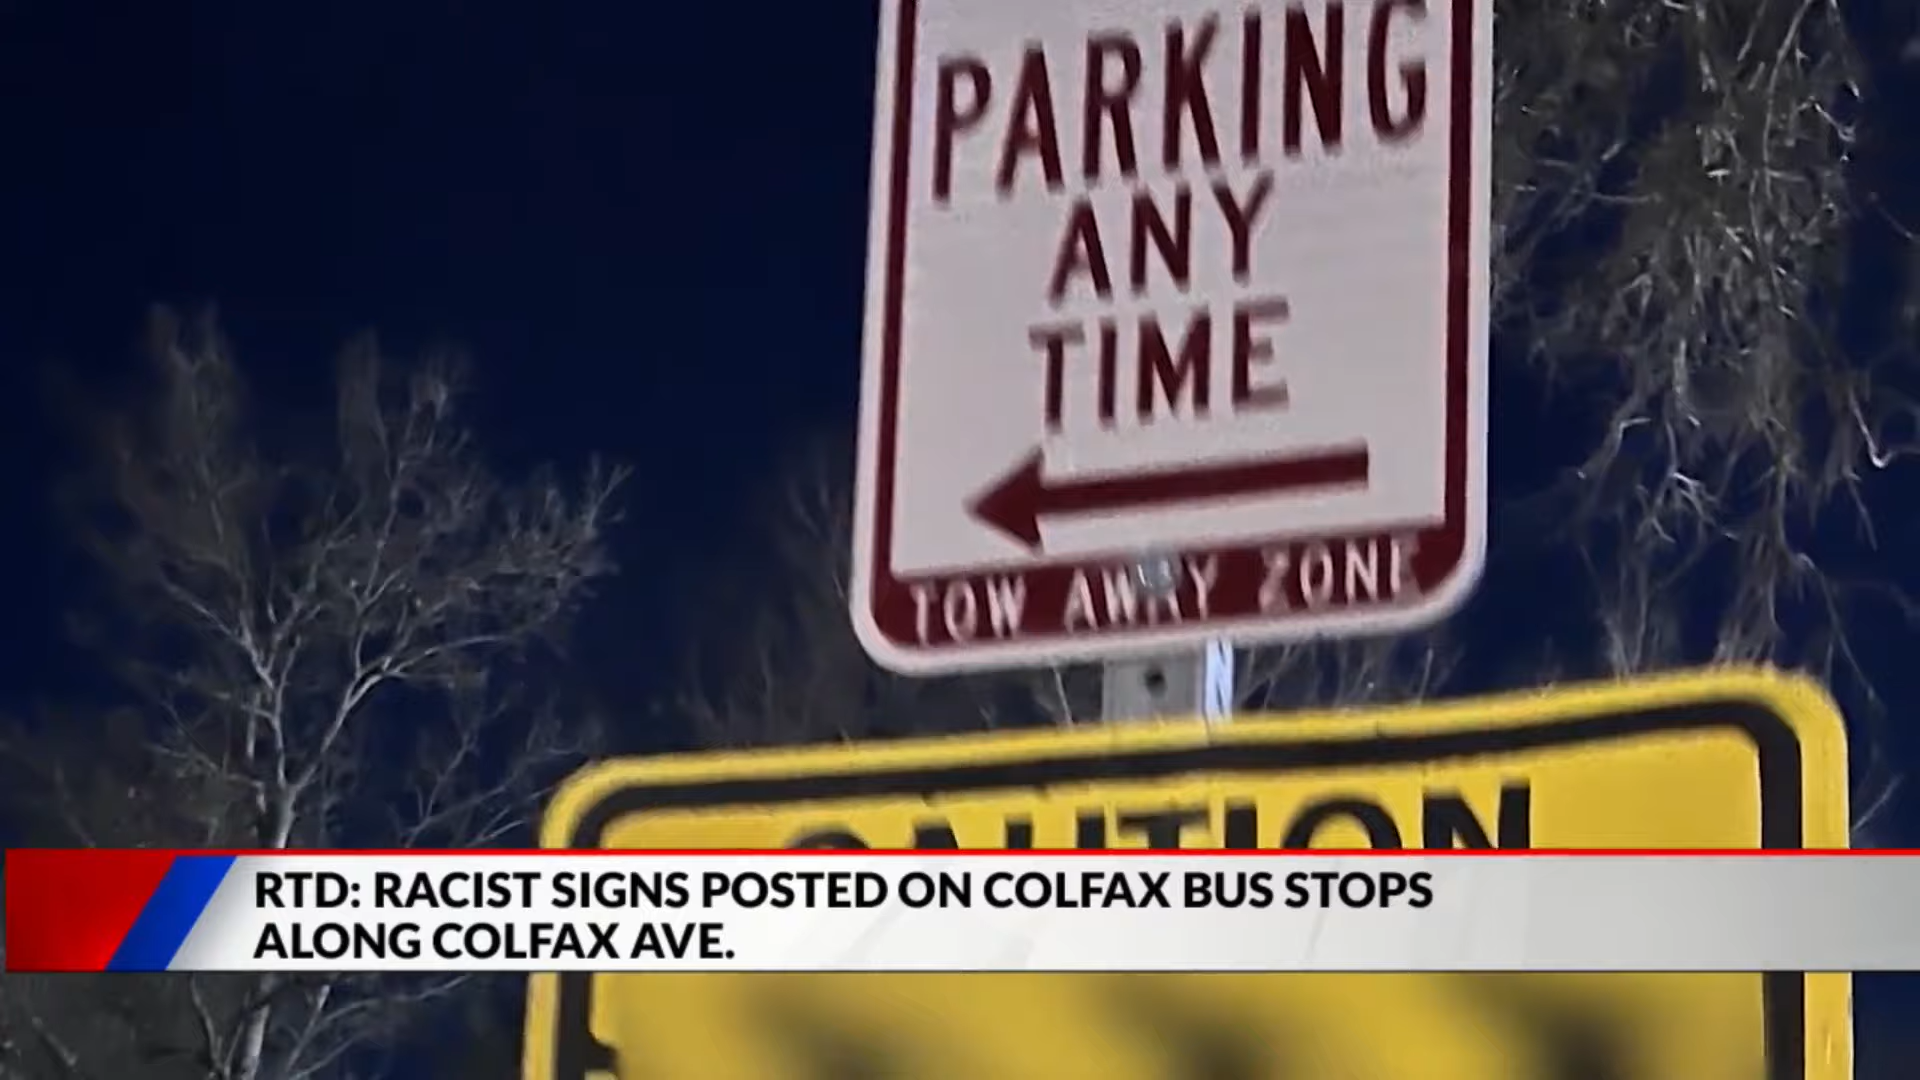 PARKING
ANY
TIME
TOW AWAY ZONE
N
CAUTION
RTD: RACIST SIGNS POSTED ON COLFAX BUS STOPS
ALONG COLFAX AVE.